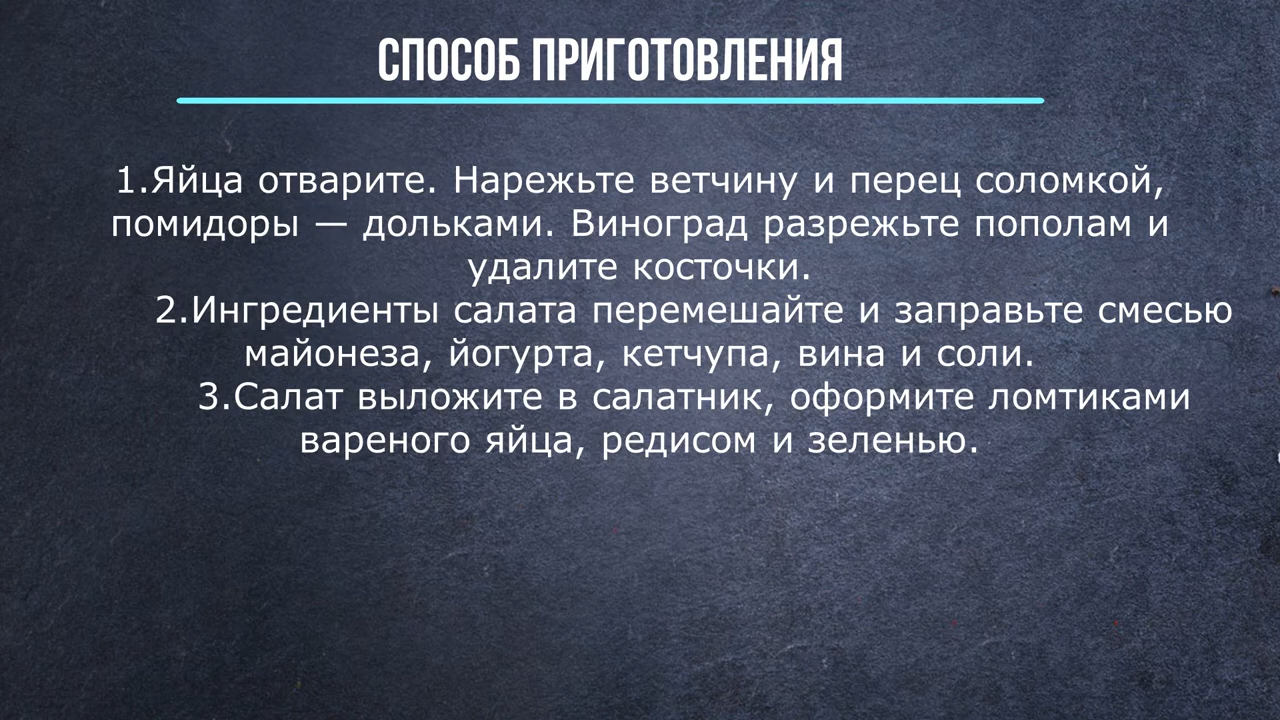 СПОСОБ ПРИГОТОВЛЕНИЯ
1.Яйца отварите. Нарежьте ветчину и перец соломкой,
помидоры — дольками. Виноград разрежьте пополам и
удалите косточки.
2.Ингредиенты салата перемешайте и заправьте смесью
майонеза, йогурта, кетчупа, вина и соли.
3.Салат выложите в салатник, оформите ломтиками
вареного яйца, редисом и зеленью.